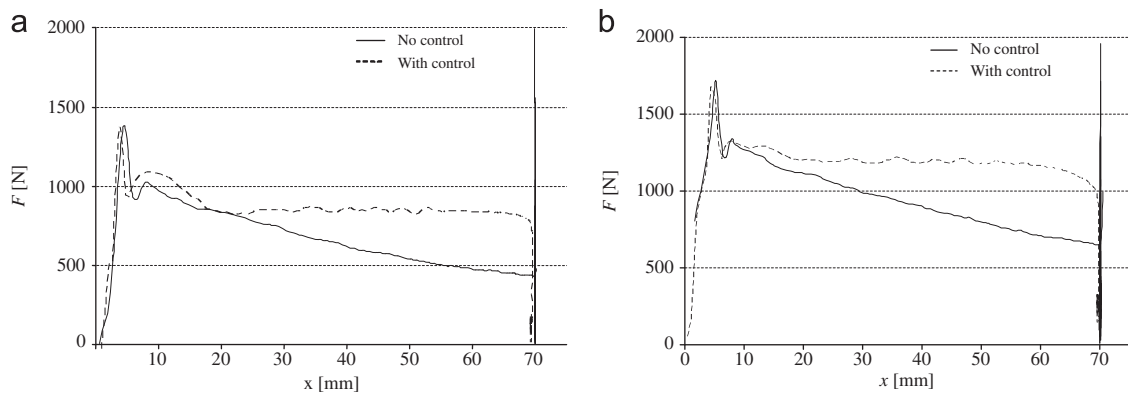 a
2000
1500
1000
500
0
F [N]
No control
With control
10 20 30 40 50 60 70
x [mm]
b
2000
1500
1000
500
0
F [N]
No control
With control
0 10 20 30 40 50 60 70
x [mm]